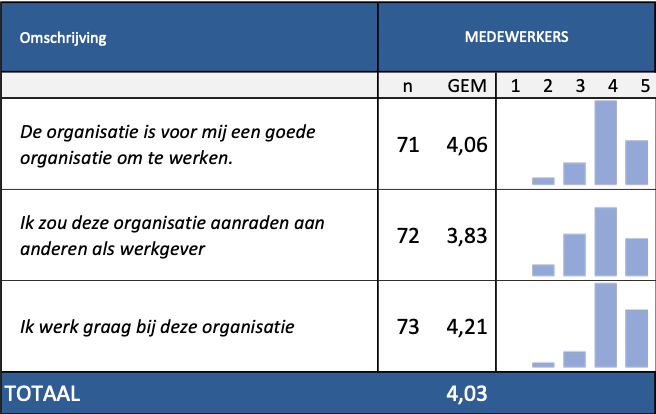 Omschrijving MEDEWERKERS
n GEM 1 2 3 4 5
De organisatie is voor mij een goede
organisatie om te werken. 71 4,06
Ik zou deze organisatie aanraden aan
anderen als werkgever 72 3,83
Ik werk graag bij deze organisatie 73 4,21
TOTAAL 4,03